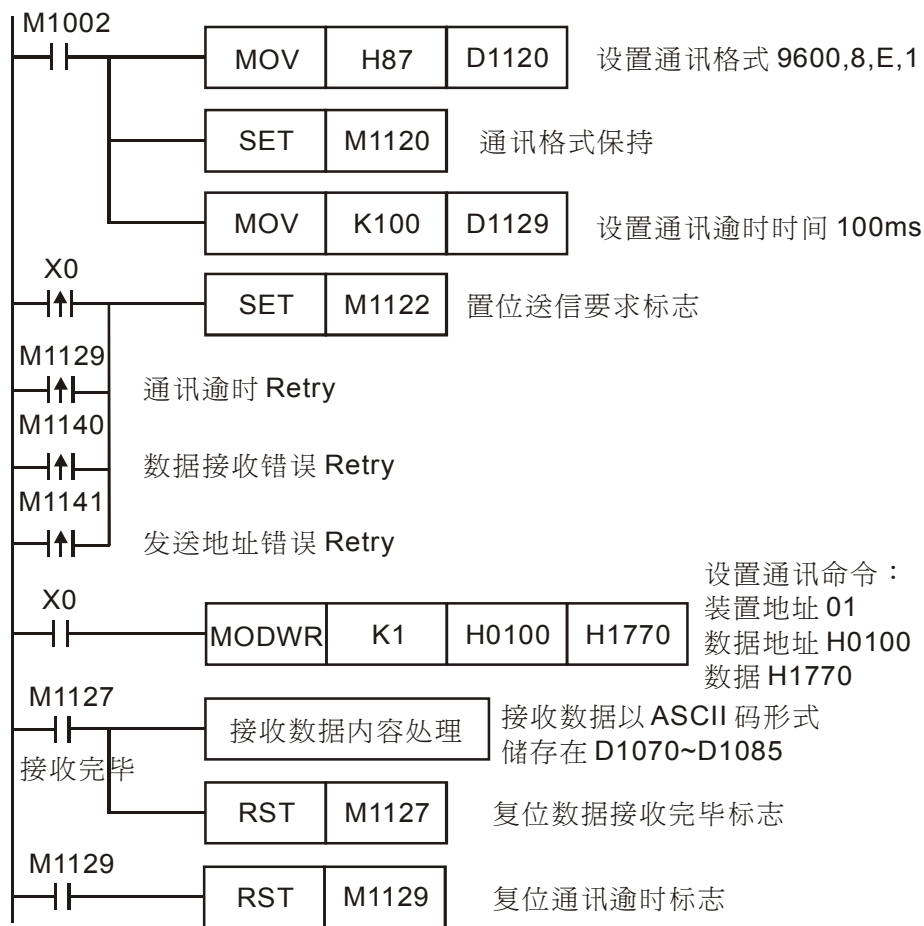 M1002
MOV H87 D1120 设置通讯格式 9600,8,E,1
SET M1120 通讯格式保持
MOV K100 D1129 设置通讯逾时时间 100ms
X0
SET M1122 置位送信要求标志
M1129
通讯逾时 Retry
M1140
数据接收错误 Retry
M1141
发送地址错误 Retry
设置通讯命令：
X0
装置地址 01
MODWR K1 H0100 H1770
数据地址 H0100
数据 H1770
M1127
接收数据内容处理
接收数据以 ASCII 码形式
储存在 D1070~D1085
接收完毕
RST M1127 复位数据接收完毕标志
M1129
RST M1129 复位通讯逾时标志